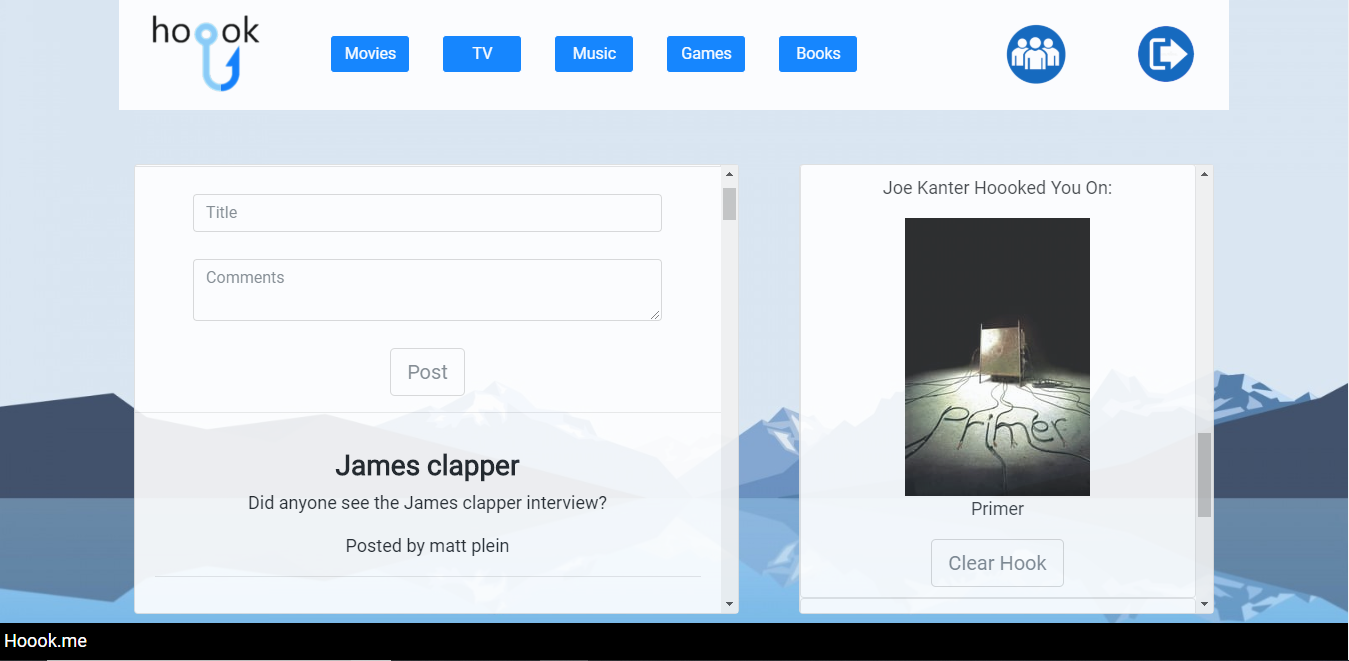 hoook
Movies
TV
Music
Games
Books
Title
Comments
Post
James clapper
Did anyone see the James clapper interview?
Posted by matt plein
Joe Kanter Hoooked You On:
Primer
Primer
Clear Hook
Hoook.me